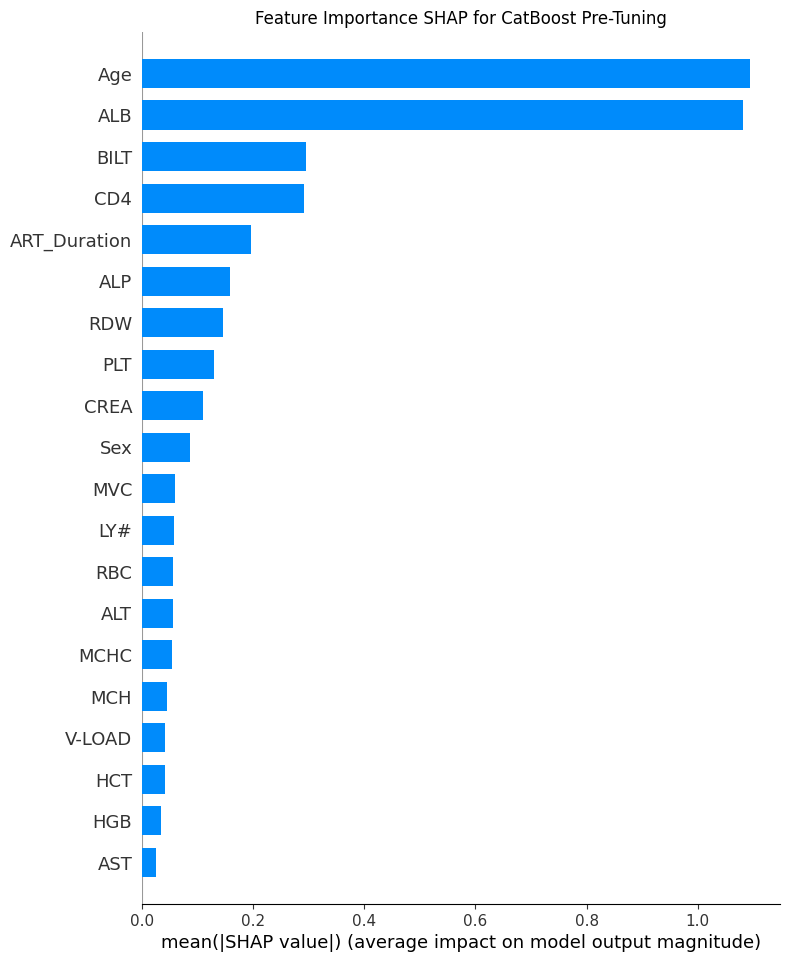 Feature Importance SHAP for CatBoost Pre-Tuning
Age
ALB
BILT
CD4
ART_Duration
ALP
RDW
PLT
CREA
Sex
MVC
LY#
RBC
ALT
MCHC
MCH
V-LOAD
HCT
HGB
AST
0.0 0.2 0.4 0.6 0.8 1.0
mean(|SHAP value|) (average impact on model output magnitude)